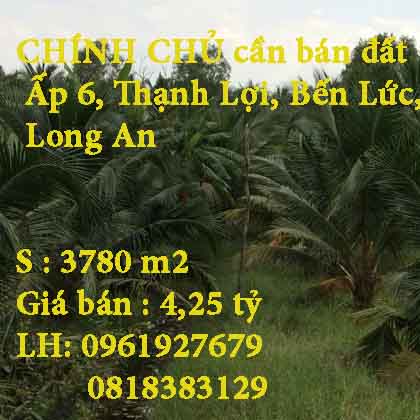 CHÍNH CHỦ cần bán đất
Ấp 6, Thạnh Lợi, Bến Lức,
Long An
S : 3780 m2
Giá bán : 4,25 tỷ
LH: 0961927679
0818383129